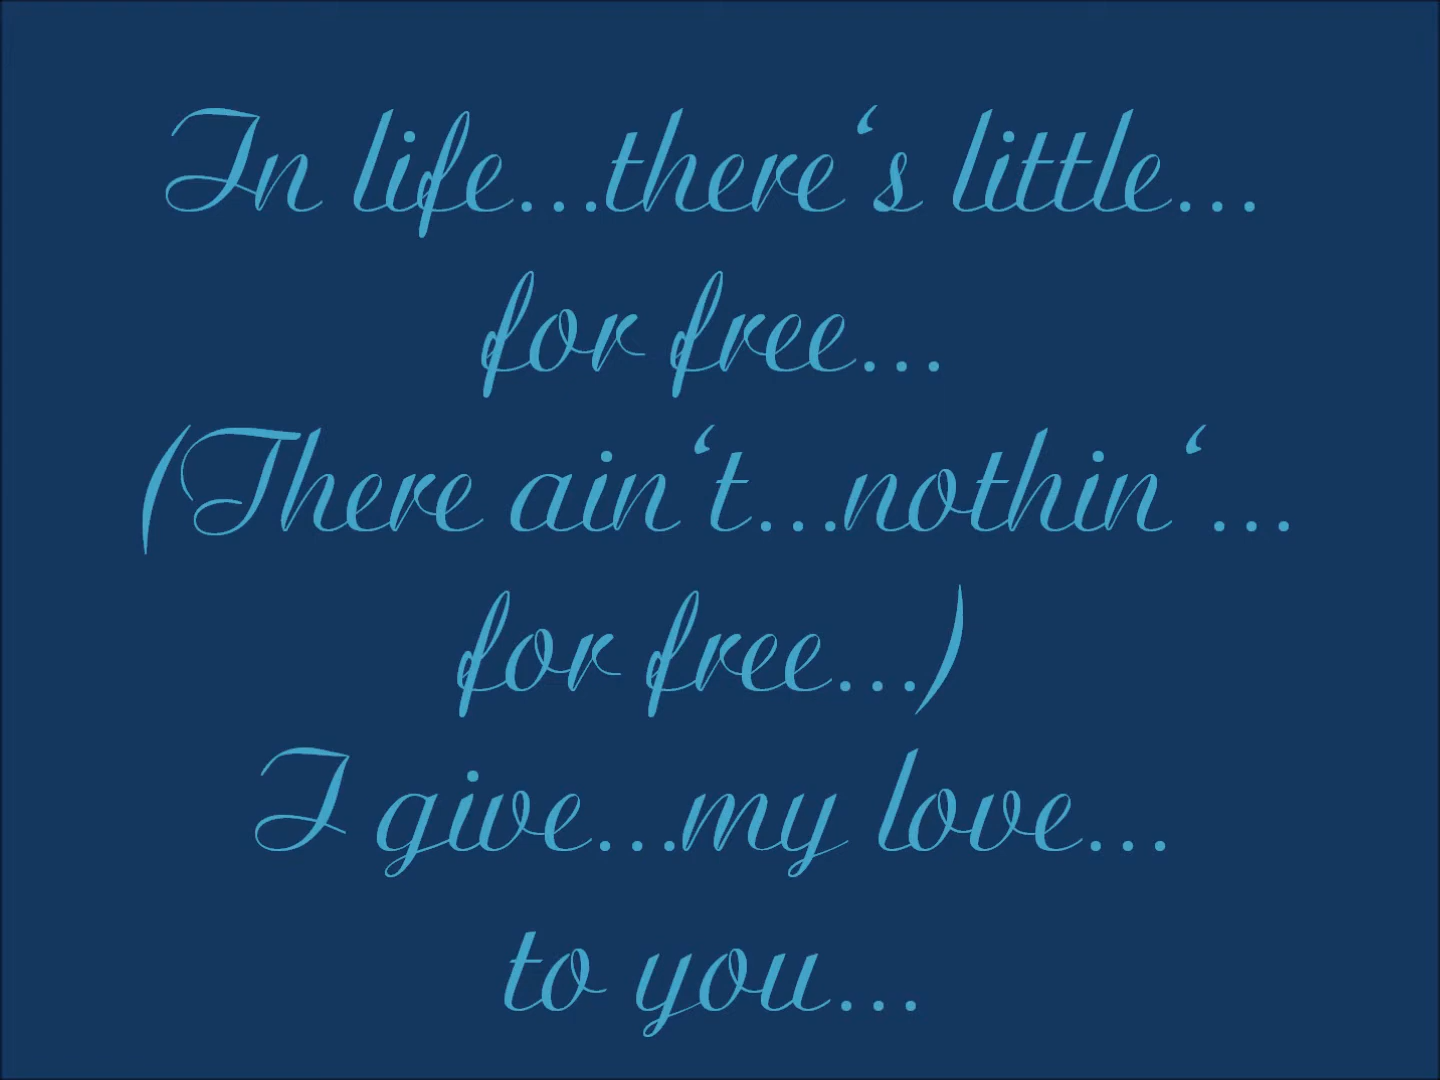 In life...there‘s little...
for free...
(There ain‘t...nothin‘...
for free...)
I give...my love...
to you...